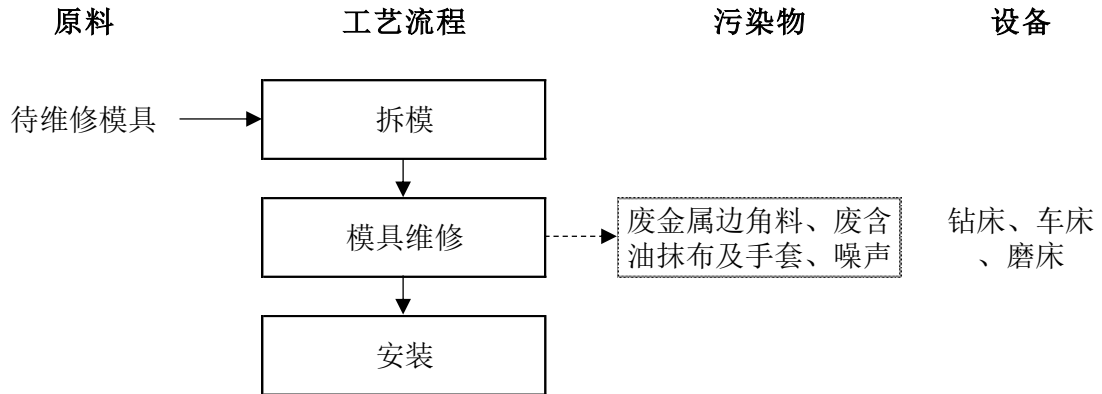 原料 工艺流程 污染物 设备
待维修模具 拆模
模具维修
废金属边角料、废含
油抹布及手套、噪声
钻床、车床
、磨床
安装